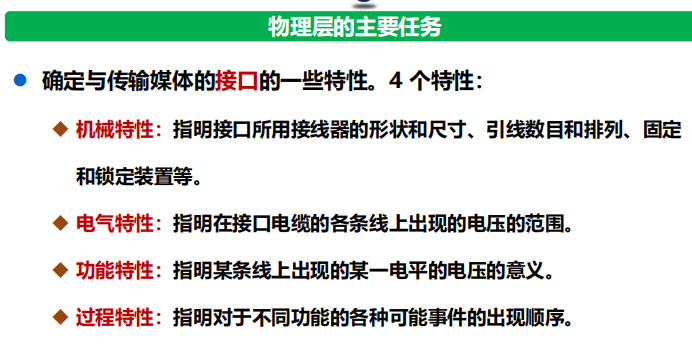 物理层的主要任务
确定与传输媒体的接口的一些特性。4 个特性：
机械特性：指明接口所用接线器的形状和尺寸、引线数目和排列、固定
和锁定装置等。
电气特性：指明在接口电缆的各条线上出现的电压的范围。
功能特性：指明某条线上出现的某一电平的电压的意义。
过程特性：指明对于不同功能的各种可能事件的出现顺序。